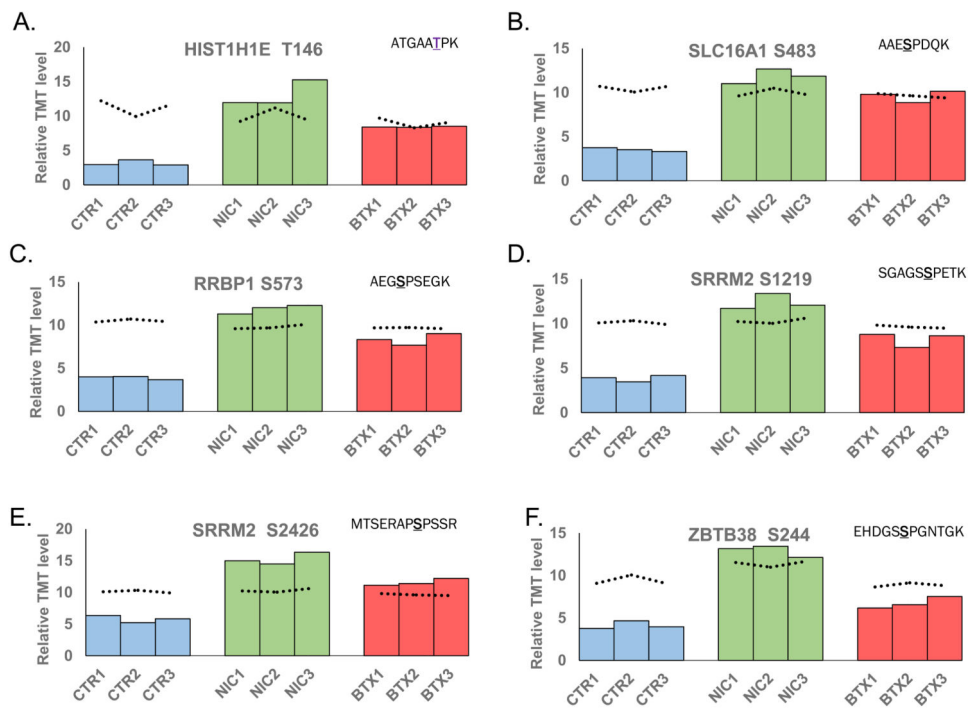 A.
HIST1H1E T146
ATGAATPK
Relative TMT level
20
15
10
5
0
CTR1 CTR2 CTR3 NIC1 NIC2 NIC3 BTX1 BTX2 BTX3
B.
SLC16A1 S483
AAESPDQK
Relative TMT level
15
10
5
0
CTR1 CTR2 CTR3 NIC1 NIC2 NIC3 BTX1 BTX2 BTX3
C.
RRBP1 S573
AEGSPSEGK
Relative TMT level
15
10
5
0
CTR1 CTR2 CTR3 NIC1 NIC2 NIC3 BTX1 BTX2 BTX3
D.
SRRM2 S1219
SGAGSSPETK
Relative TMT level
15
10
5
0
CTR1 CTR2 CTR3 NIC1 NIC2 NIC3 BTX1 BTX2 BTX3
E.
SRRM2 S2426
MTSERAPSPSSR
Relative TMT level
20
15
10
5
0
CTR1 CTR2 CTR3 NIC1 NIC2 NIC3 BTX1 BTX2 BTX3
F.
ZBTB38 S244
EHDGSSPGNTGK
Relative TMT level
15
10
5
0
CTR1 CTR2 CTR3 NIC1 NIC2 NIC3 BTX1 BTX2 BTX3